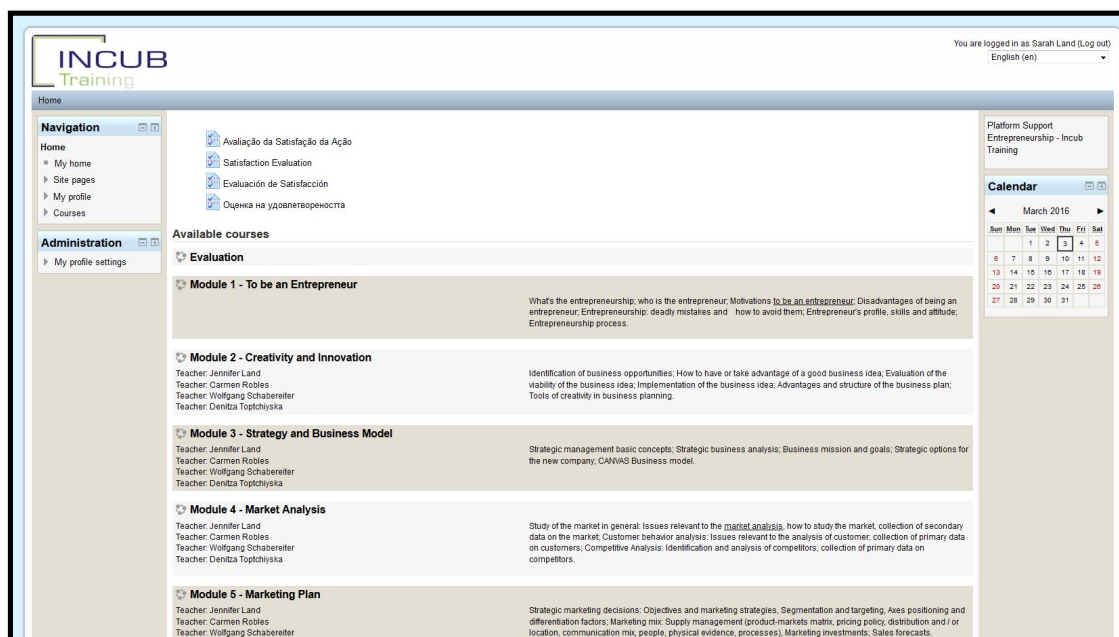 INCUB
Training
You are logged in as Sarah Land (Log out)
English (en)
Home
Navigation
Home
My home
Site pages
My profile
Courses
Administration
My profile settings
Avaliação da Satisfação da Ação
Satisfaction Evaluation
Evaluación de Satisfacción
Оценка на удовлетвореността
Available courses
Evaluation
Module 1 - To be an Entrepreneur
What's the entrepreneurship; who is the entrepreneur; Motivations to be an entrepreneur; Disadvantages of being an
entrepreneur; Entrepreneurship: deadly mistakes and how to avoid them; Entrepreneur's profile, skills and attitude;
Entrepreneurship process.
Module 2 - Creativity and Innovation
Teacher: Jennifer Land
Teacher: Carmen Robles
Teacher: Wolfgang Schabereiter
Teacher: Denitza Toptchiyska
Identification of business opportunities; How to have or take advantage of a good business idea; Evaluation of the
viability of the business idea; Implementation of the business idea; Advantages and structure of the business plan;
Tools of creativity in business planning.
Module 3 - Strategy and Business Model
Teacher: Jennifer Land
Teacher: Carmen Robles
Teacher: Wolfgang Schabereiter
Teacher: Denitza Toptchiyska
Strategic management basic concepts; Strategic business analysis; Business mission and goals; Strategic options for
the new company; CANVAS Business model.
Module 4 - Market Analysis
Teacher: Jennifer Land
Teacher: Carmen Robles
Teacher: Wolfgang Schabereiter
Teacher: Denitza Toptchiyska
Study of the market in general: Issues relevant to the market analysis, how to study the market, collection of secondary
data on the market; Customer behavior analysis: Issues relevant to the analysis of customer, collection of primary data
on customers; Competitive Analysis: Identification and analysis of competitors, collection of primary data on
competitors.
Module 5 - Marketing Plan
Teacher: Jennifer Land
Teacher: Carmen Robles
Teacher: Wolfgang Schabereiter
Strategic marketing decisions: Objectives and marketing strategies, Segmentation and targeting, Axes positioning and
differentiation factors; Marketing mix: Supply management (product-markets matrix, pricing policy, distribution and / or
location, communication mix, people, physical evidence, processes), Marketing investments; Sales forecasts.
Platform Support
Entrepreneurship - Incub
Training
Calendar
March 2016
Sun Mon Tue Wed Thu Fri Sat
1 2 3 4 5
6 7 8 9 10 11 12
13 14 15 16 17 18 19
20 21 22 23 24 25 26
27 28 29 30 31